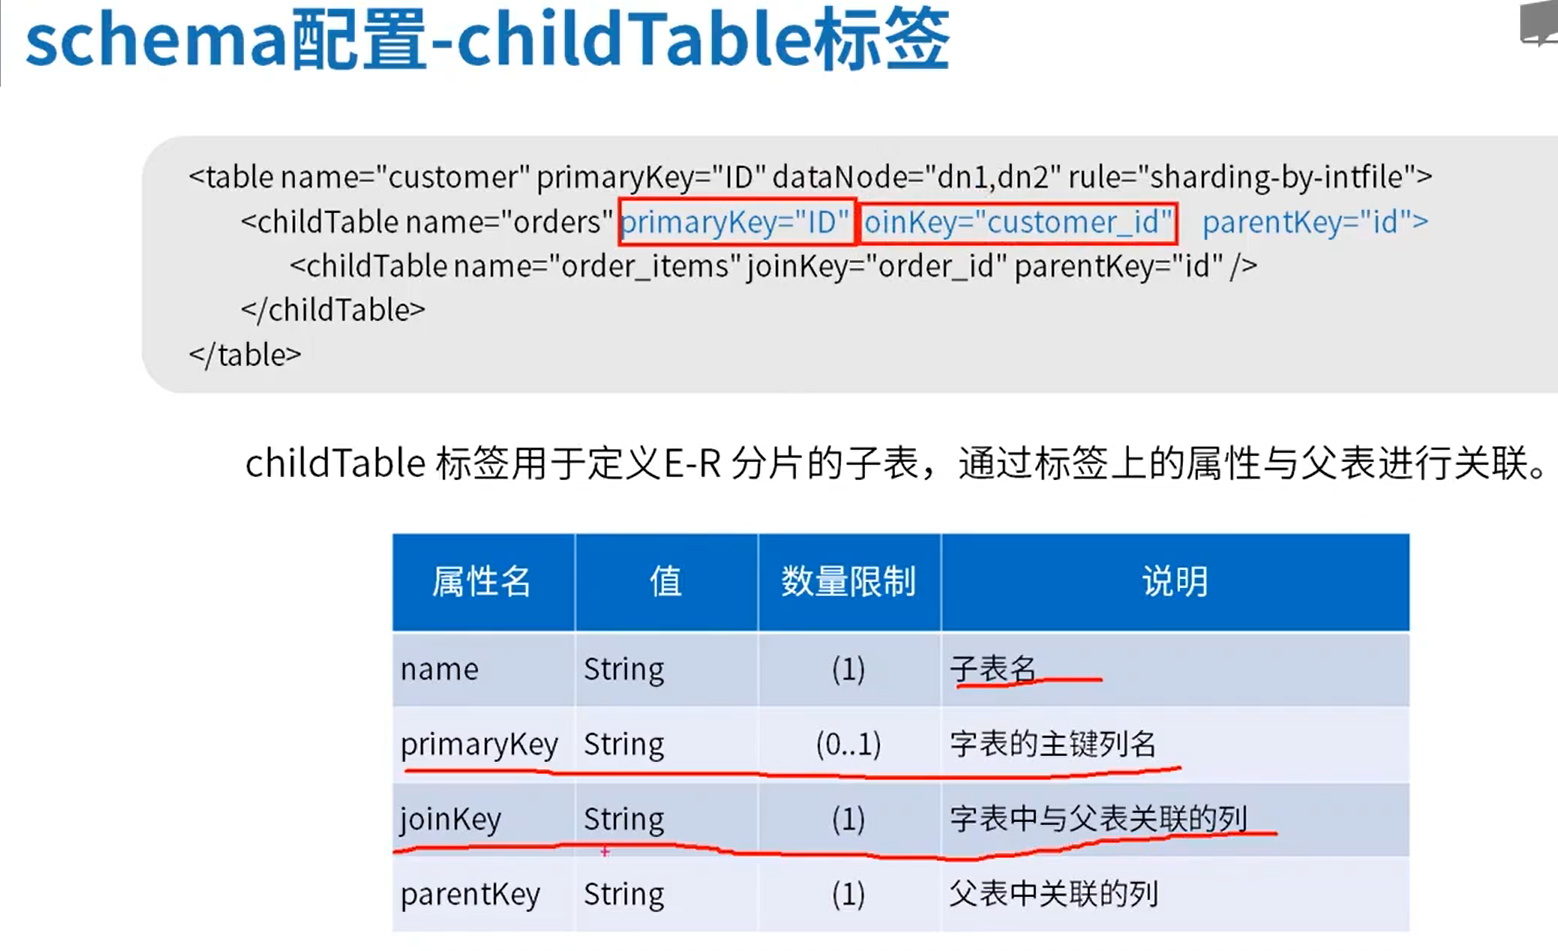 schema配置-childTable标签
<table name="customer" primaryKey="ID" dataNode="dn1,dn2" rule="sharding-by-intfile">
<childTable name="orders" primaryKey="ID" oinKey="customer_id" parentKey="id">
<childTable name="order_items" joinKey="order_id" parentKey="id" />
</childTable>
</table>
childTable 标签用于定义E-R 分片的子表，通过标签上的属性与父表进行关联。
属性名 值 数量限制 说明
name String (1) 子表名
primaryKey String (0..1) 字表的主键列名
joinKey String (1) 字表中与父表关联的列
parentKey String (1) 父表中关联的列